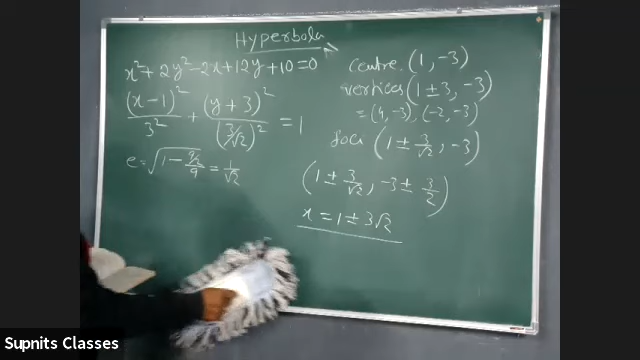 Hyperbola
x² + 2y² - 2x + 12y + 10 = 0
(x-1)²/3² + (y+3)²/(3/√2)² = 1
e = √(1 - (9/2)/9) = 1/√2
centre (1, -3)
vertices (1 ± 3, -3)
= (4, -3), (-2, -3)
foci (1 ± 3/√2, -3)
(1 ± 3/√2, -3 ± 3/2)
x = 1 ± 3√2
Supnits Classes